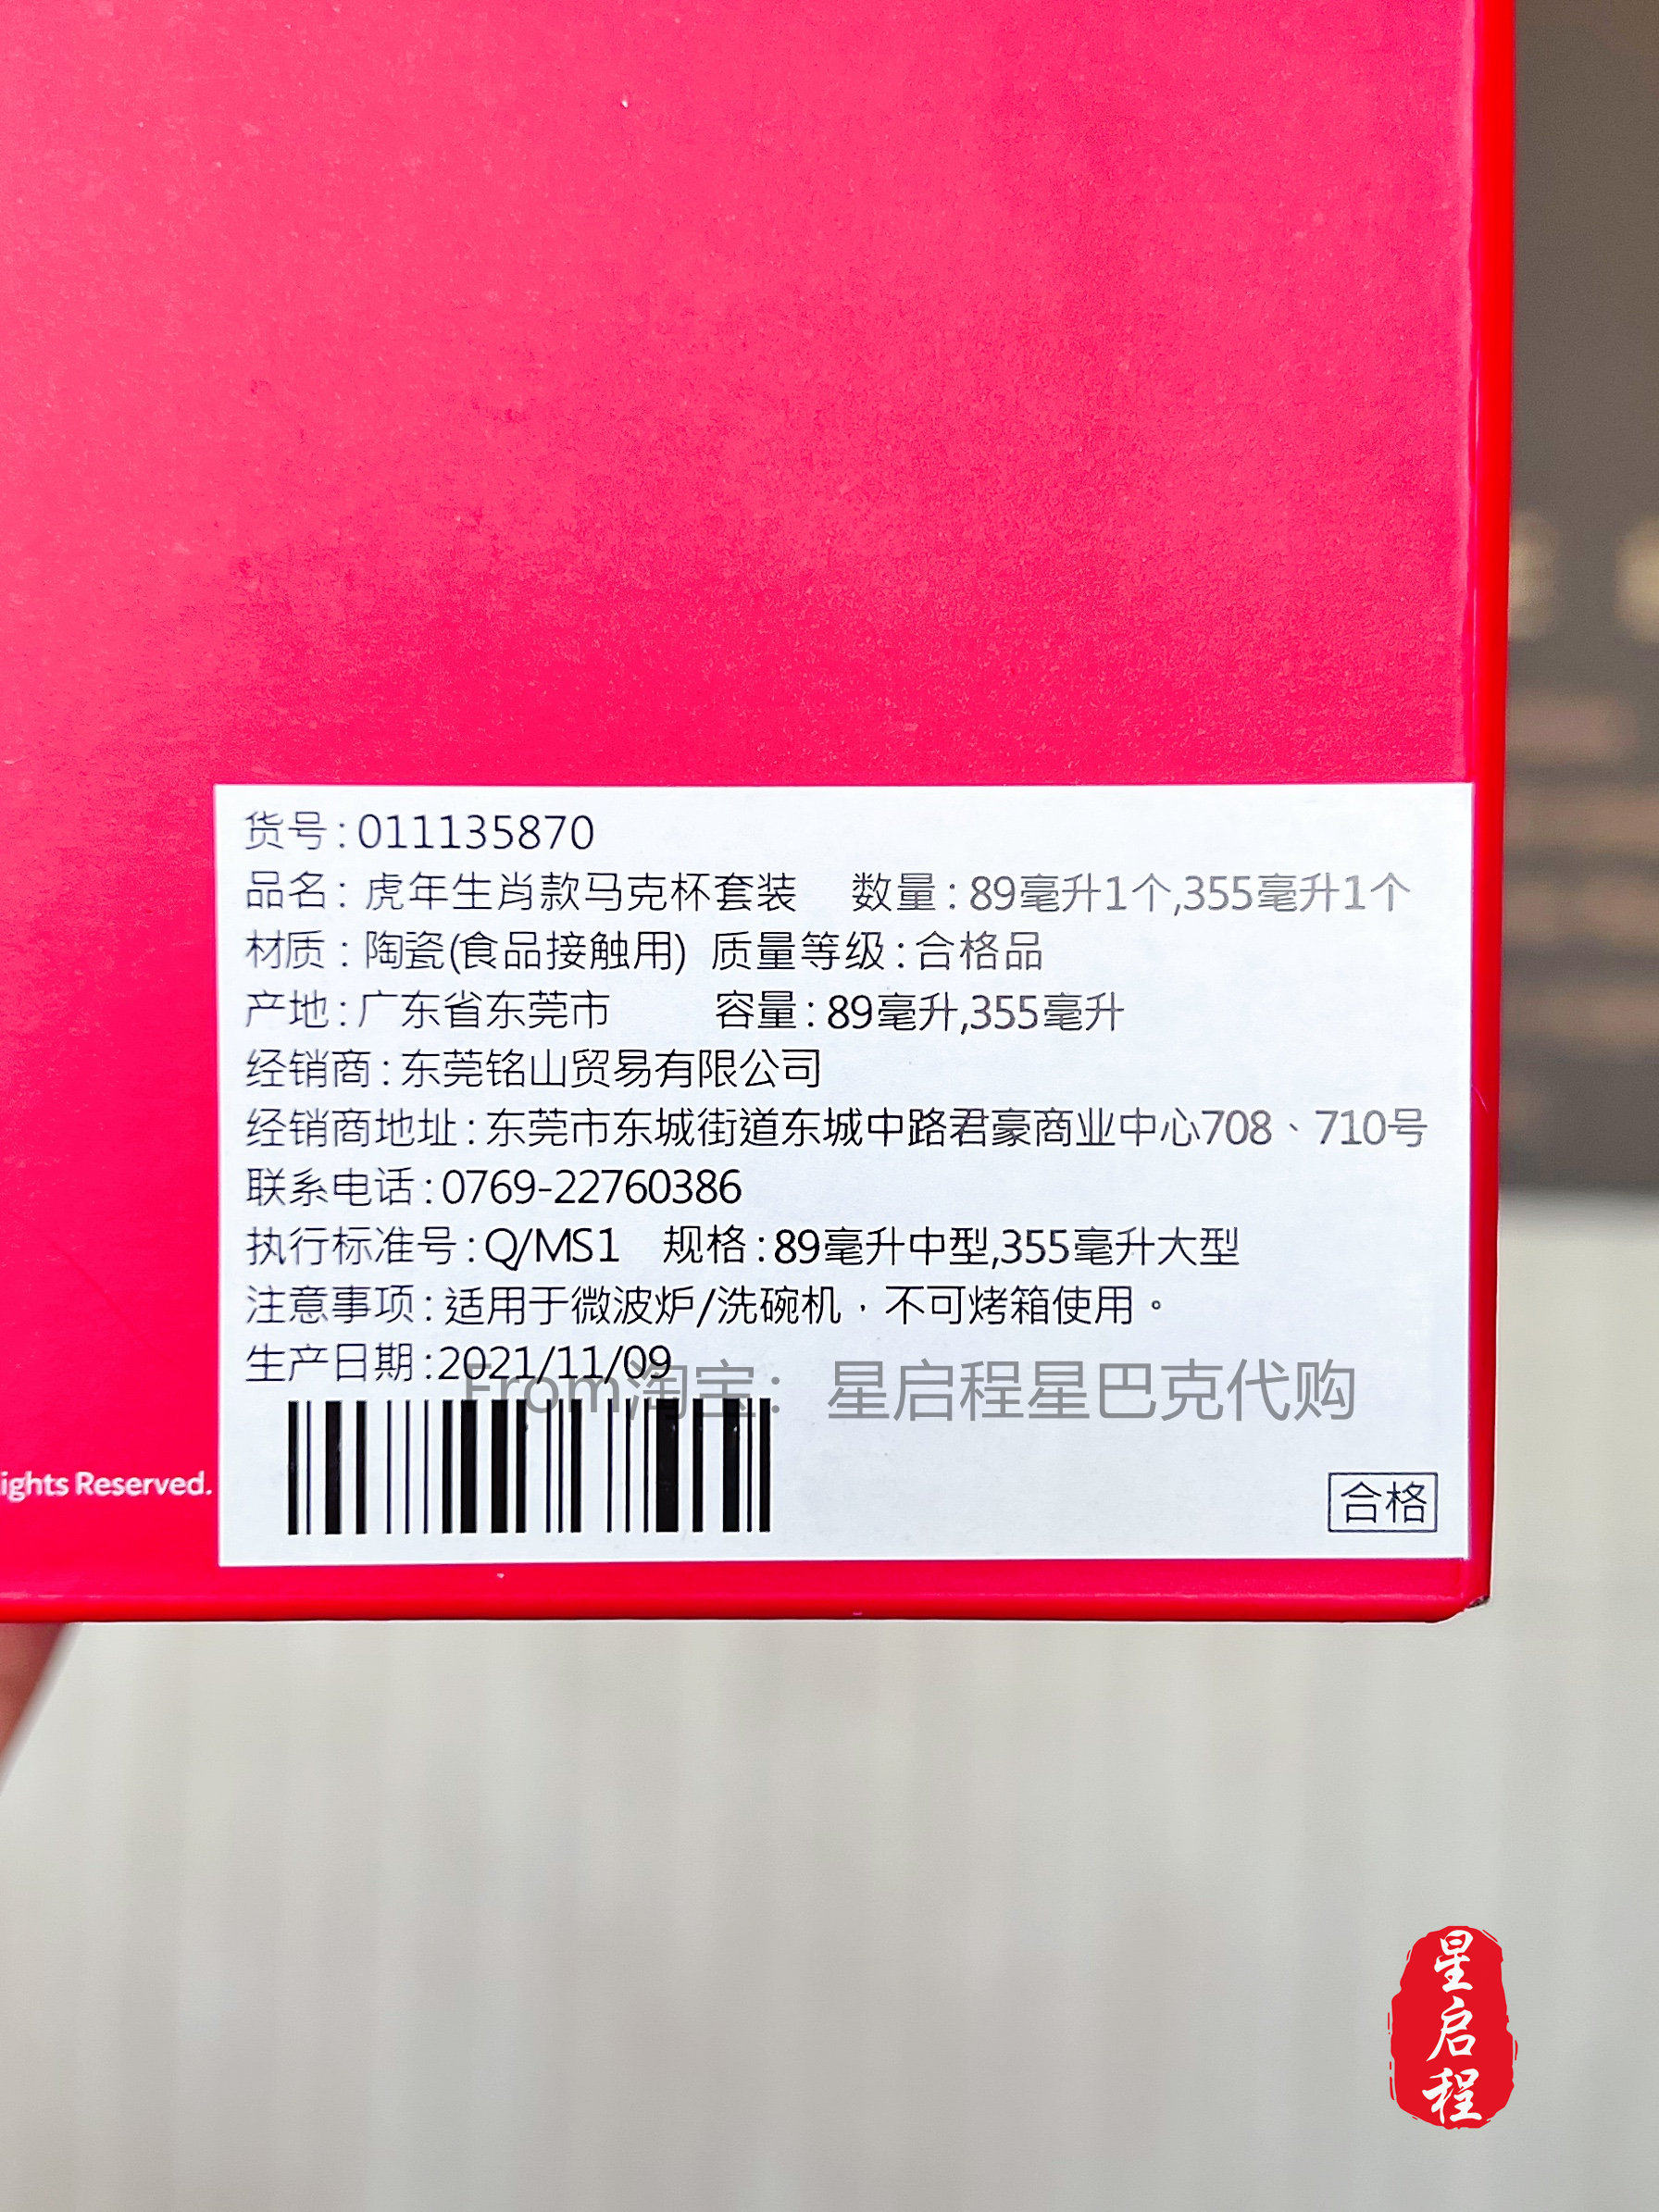 货号:011135870
品名: 虎年生肖款马克杯套装 数量:89毫升1个,355毫升1个
材质: 陶瓷(食品接触用) 质量等级:合格品
产地:广东省东莞市 容量:89毫升,355毫升
经销商:东莞铭山贸易有限公司
经销商地址:东莞市东城街道东城中路君豪商业中心708、710号
联系电话:0769-22760386
执行标准号:Q/MS1 规格:89毫升中型,355毫升大型
注意事项:适用于微波炉/洗碗机，不可烤箱使用。
生产日期:2021/11/09
From淘宝：星启程星巴克代购
ights Reserved.
合格
星启程